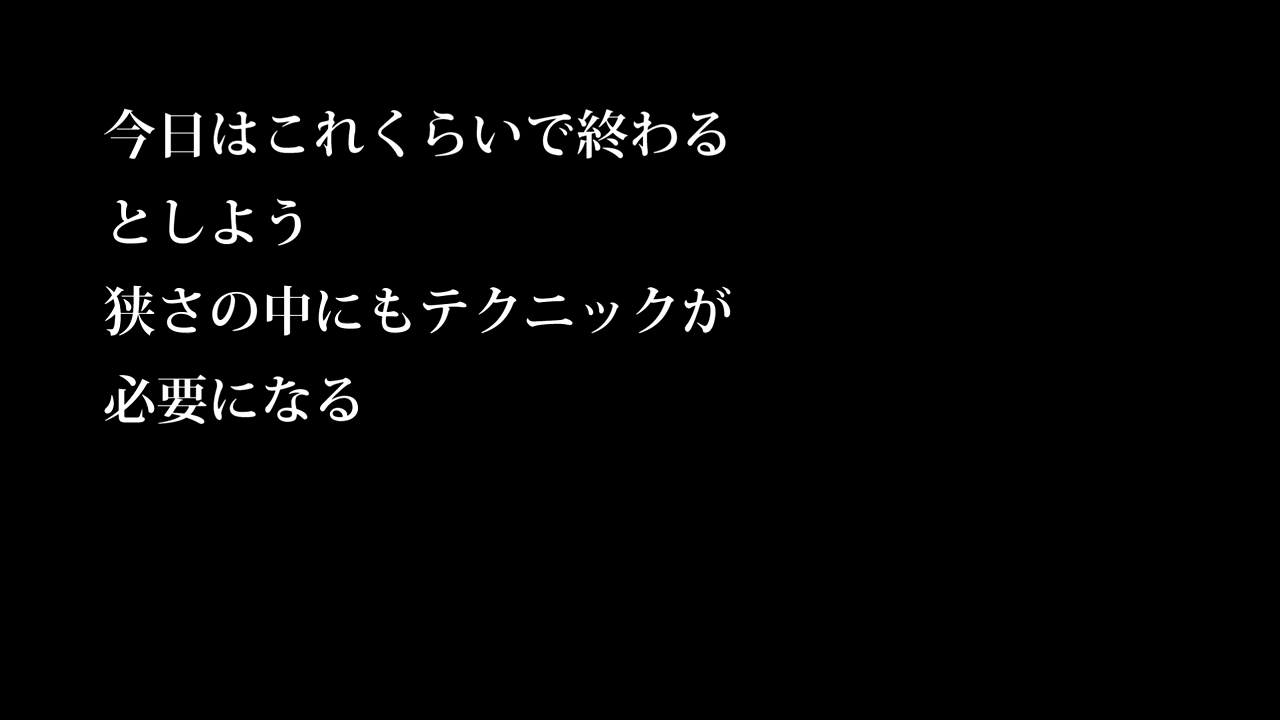 今日はこれくらいで終わる
としよう
狭さの中にもテクニックが
必要になる